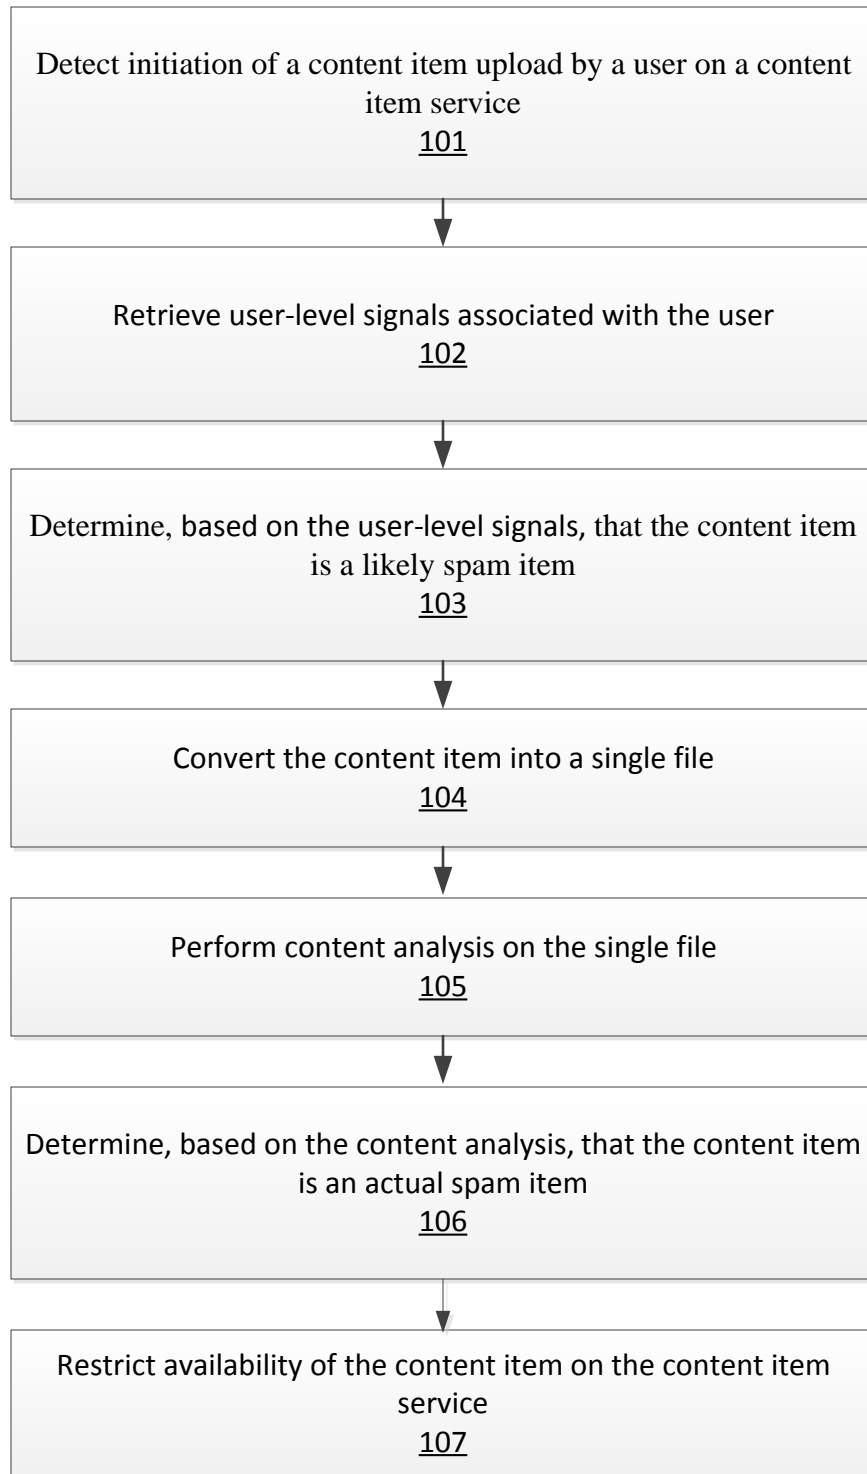 Detect initiation of a content item upload by a user on a content
item service
101
Retrieve user-level signals associated with the user
102
Determine, based on the user-level signals, that the content item
is a likely spam item
103
Convert the content item into a single file
104
Perform content analysis on the single file
105
Determine, based on the content analysis, that the content item
is an actual spam item
106
Restrict availability of the content item on the content item
service
107